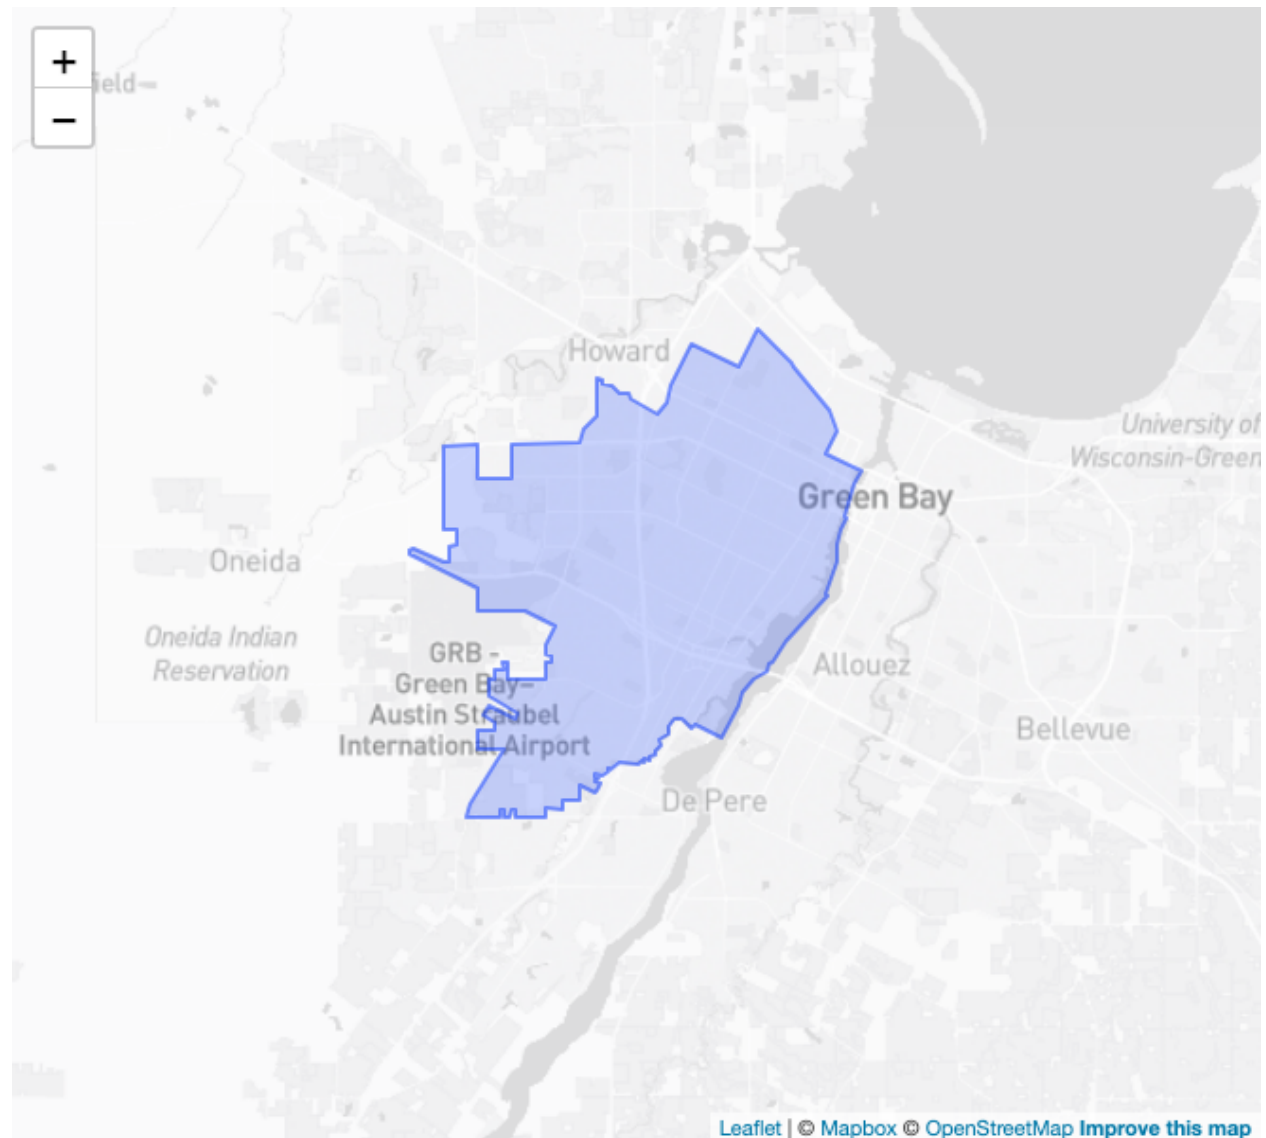 +
ield
−
Howard
University of
Wisconsin-Green
Green Bay
Oneida
Oneida Indian
Reservation
GRB -
Green Bay–
Austin Straubel
International Airport
Allouez
Bellevue
De Pere
Leaflet | © Mapbox © OpenStreetMap Improve this map